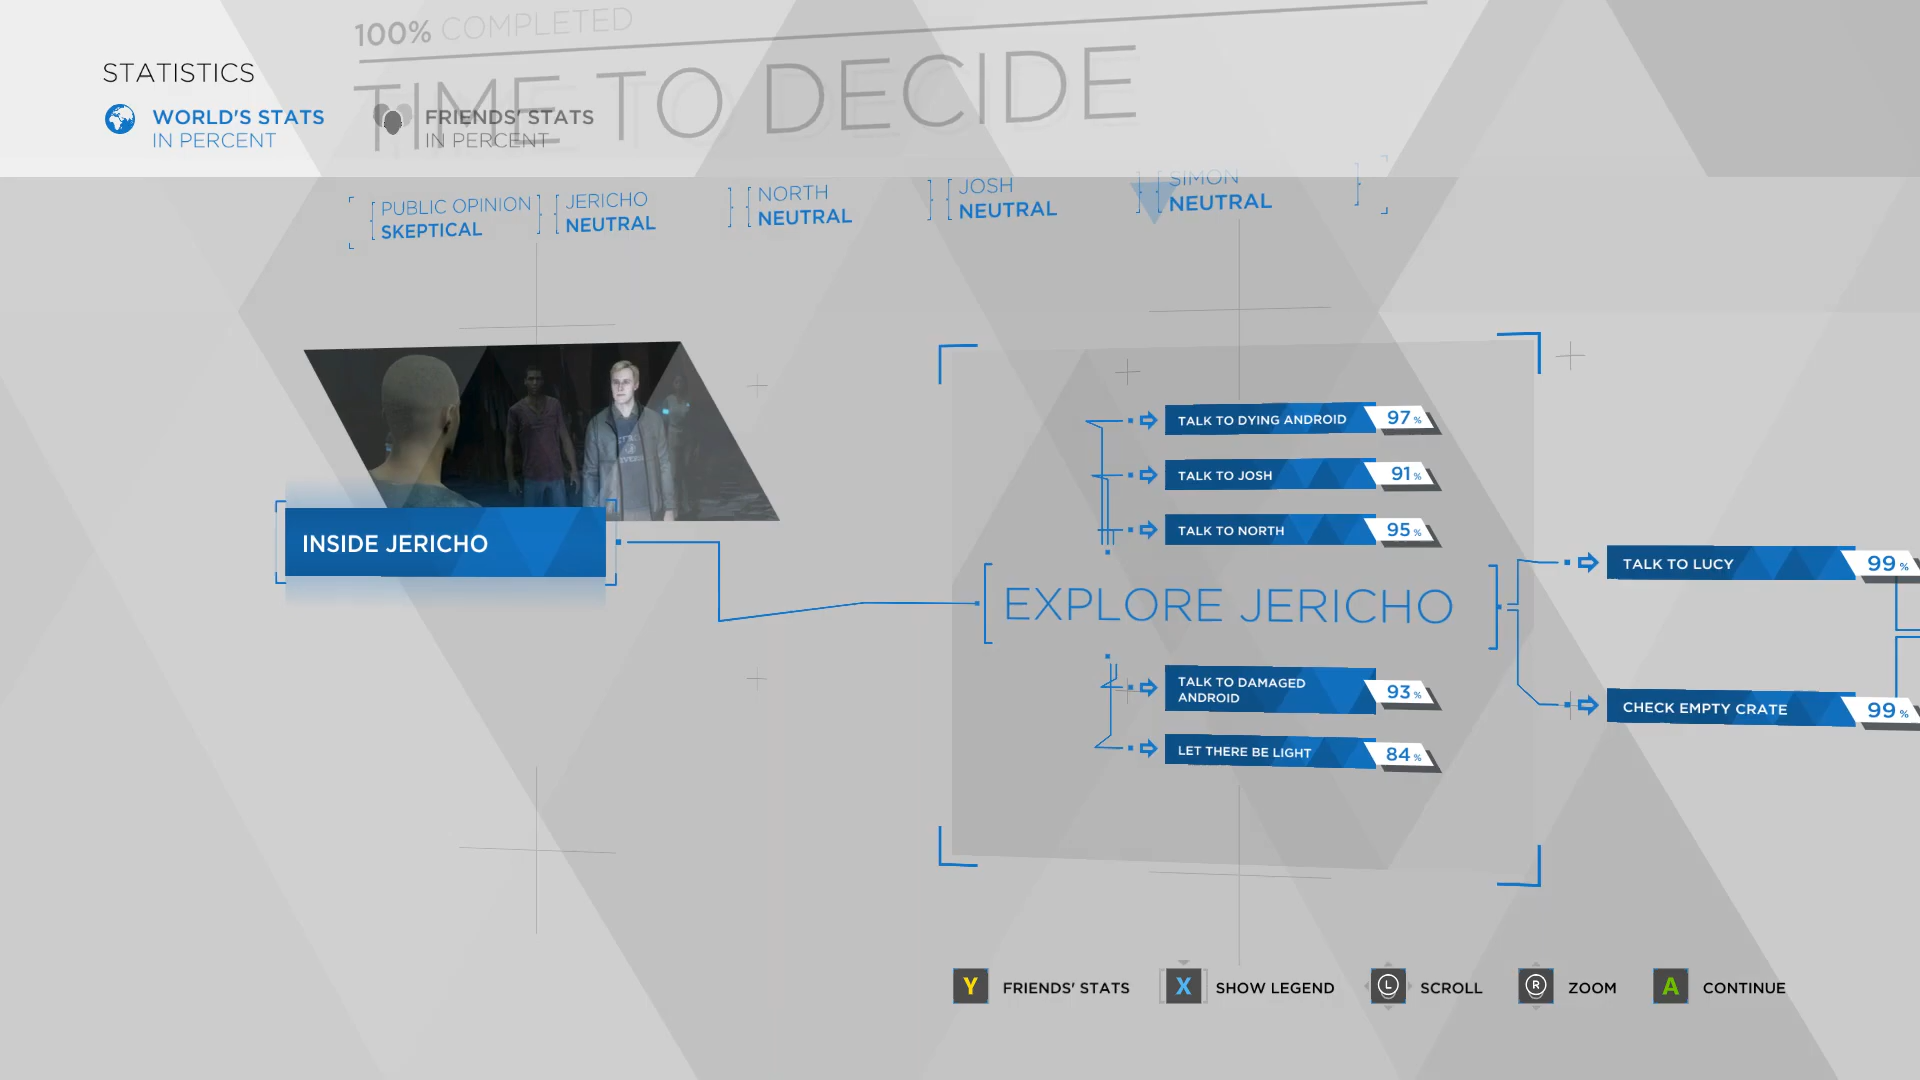 100% COMPLETED
TIME TO DECIDE
STATISTICS
WORLD'S STATS
IN PERCENT
FRIENDS' STATS
IN PERCENT
PUBLIC OPINION
SKEPTICAL
JERICHO
NEUTRAL
NORTH
NEUTRAL
JOSH
NEUTRAL
SIMON
NEUTRAL
INSIDE JERICHO
TALK TO DYING ANDROID 97%
TALK TO JOSH 91%
TALK TO NORTH 95%
EXPLORE JERICHO
TALK TO DAMAGED
ANDROID
93%
LET THERE BE LIGHT 84%
TALK TO LUCY 99%
CHECK EMPTY CRATE 99%
Y FRIENDS' STATS X SHOW LEGEND L SCROLL R ZOOM A CONTINUE